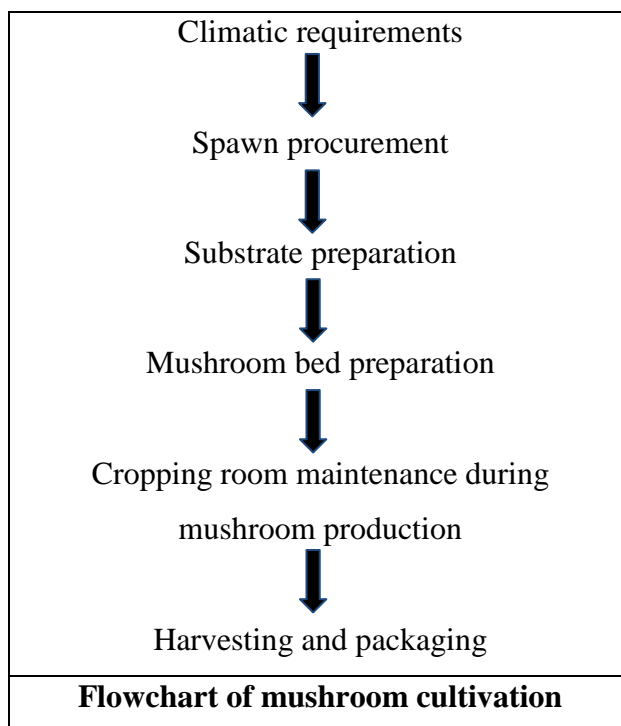 Climatic requirements
Spawn procurement
Substrate preparation
Mushroom bed preparation
Cropping room maintenance during
mushroom production
Harvesting and packaging
Flowchart of mushroom cultivation